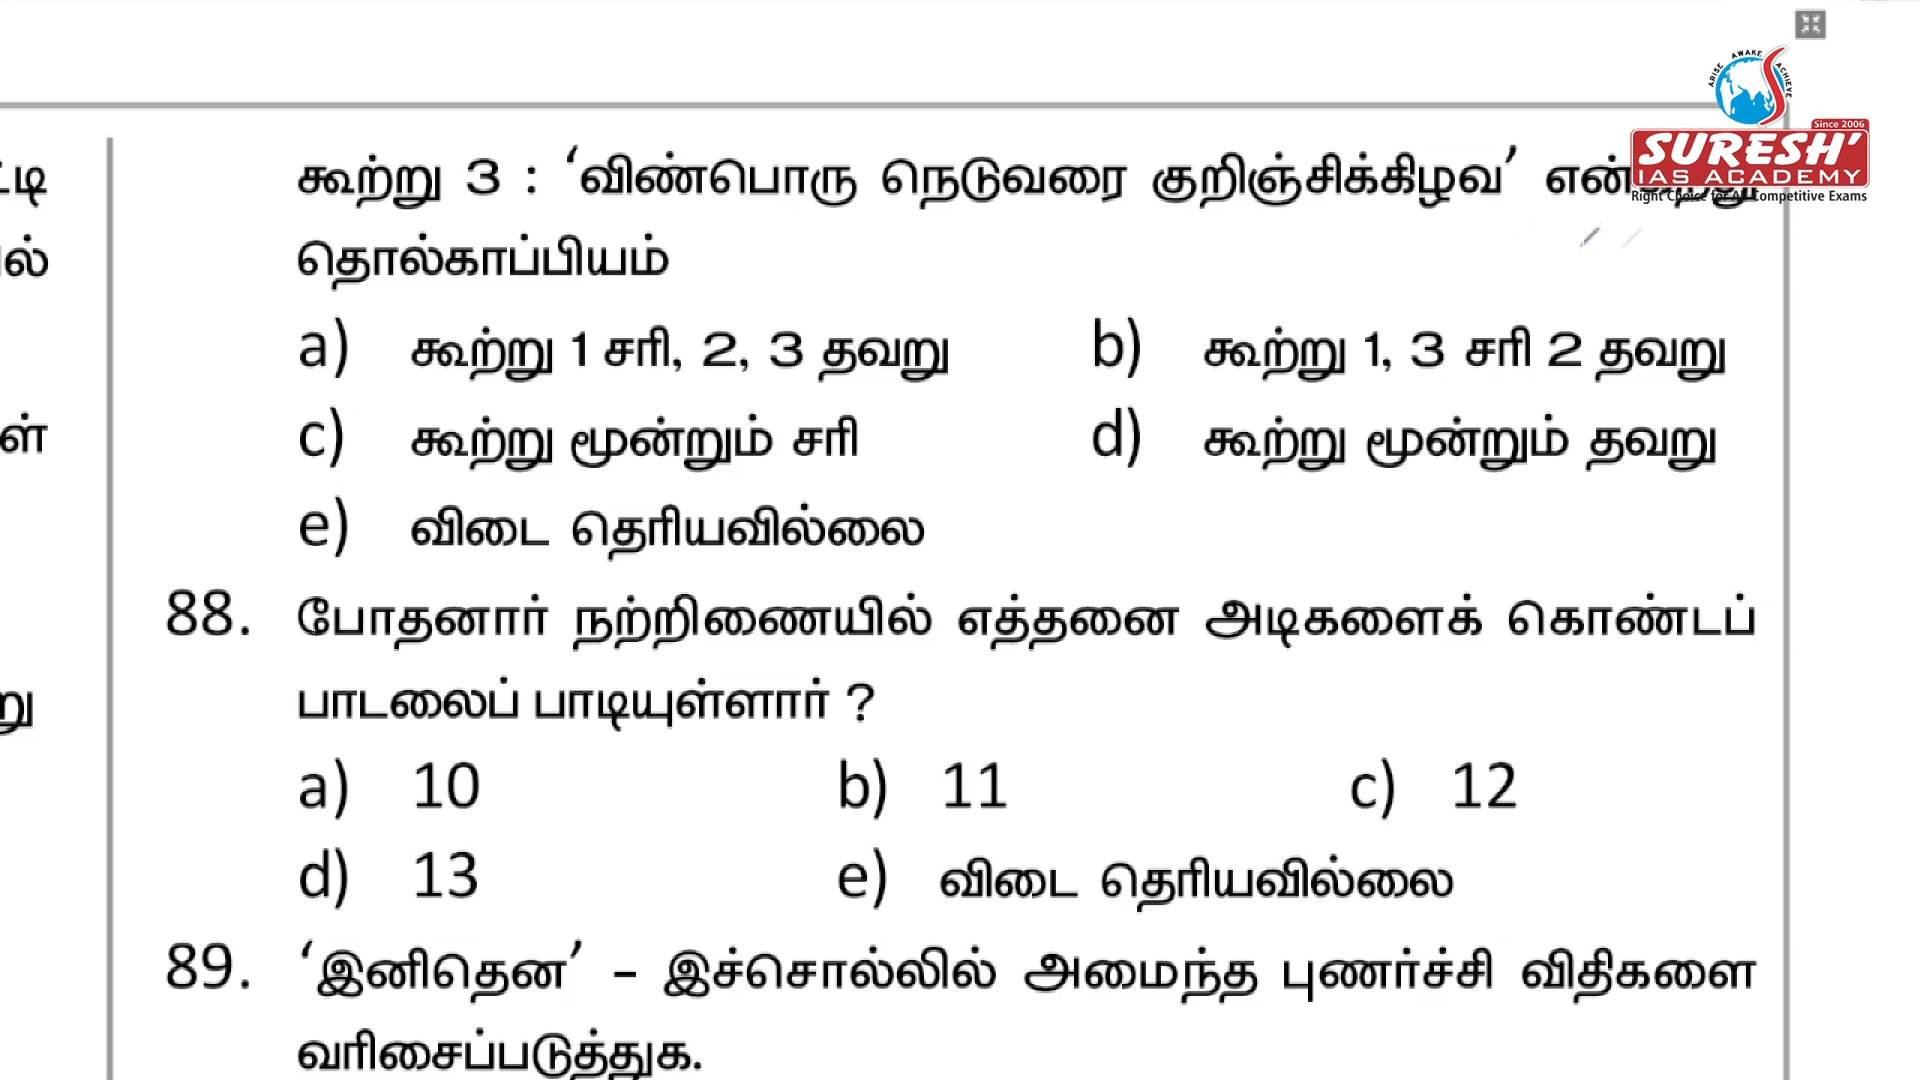 ARISE AWAKE ACHIEVE
Since 2006
SURESH'
IAS ACADEMY
Right Choice for All Competitive Exams
டி
கூற்று 3 : ‘விண்பொரு நெடுவரை குறிஞ்சிக்கிழவ’
ல்
தொல்காப்பியம்
a) கூற்று 1 சரி, 2, 3 தவறு b) கூற்று 1, 3 சரி 2 தவறு
ள்
c) கூற்று மூன்றும் சரி d) கூற்று மூன்றும் தவறு
e) விடை தெரியவில்லை
88. போதனார் நற்றிணையில் எத்தனை அடிகளைக் கொண்டப்
று
பாடலைப் பாடியுள்ளார் ?
a) 10 b) 11 c) 12
d) 13 e) விடை தெரியவில்லை
89. ‘இனிதென’ – இச்சொல்லில் அமைந்த புணர்ச்சி விதிகளை
வரிசைப்படுத்துக.